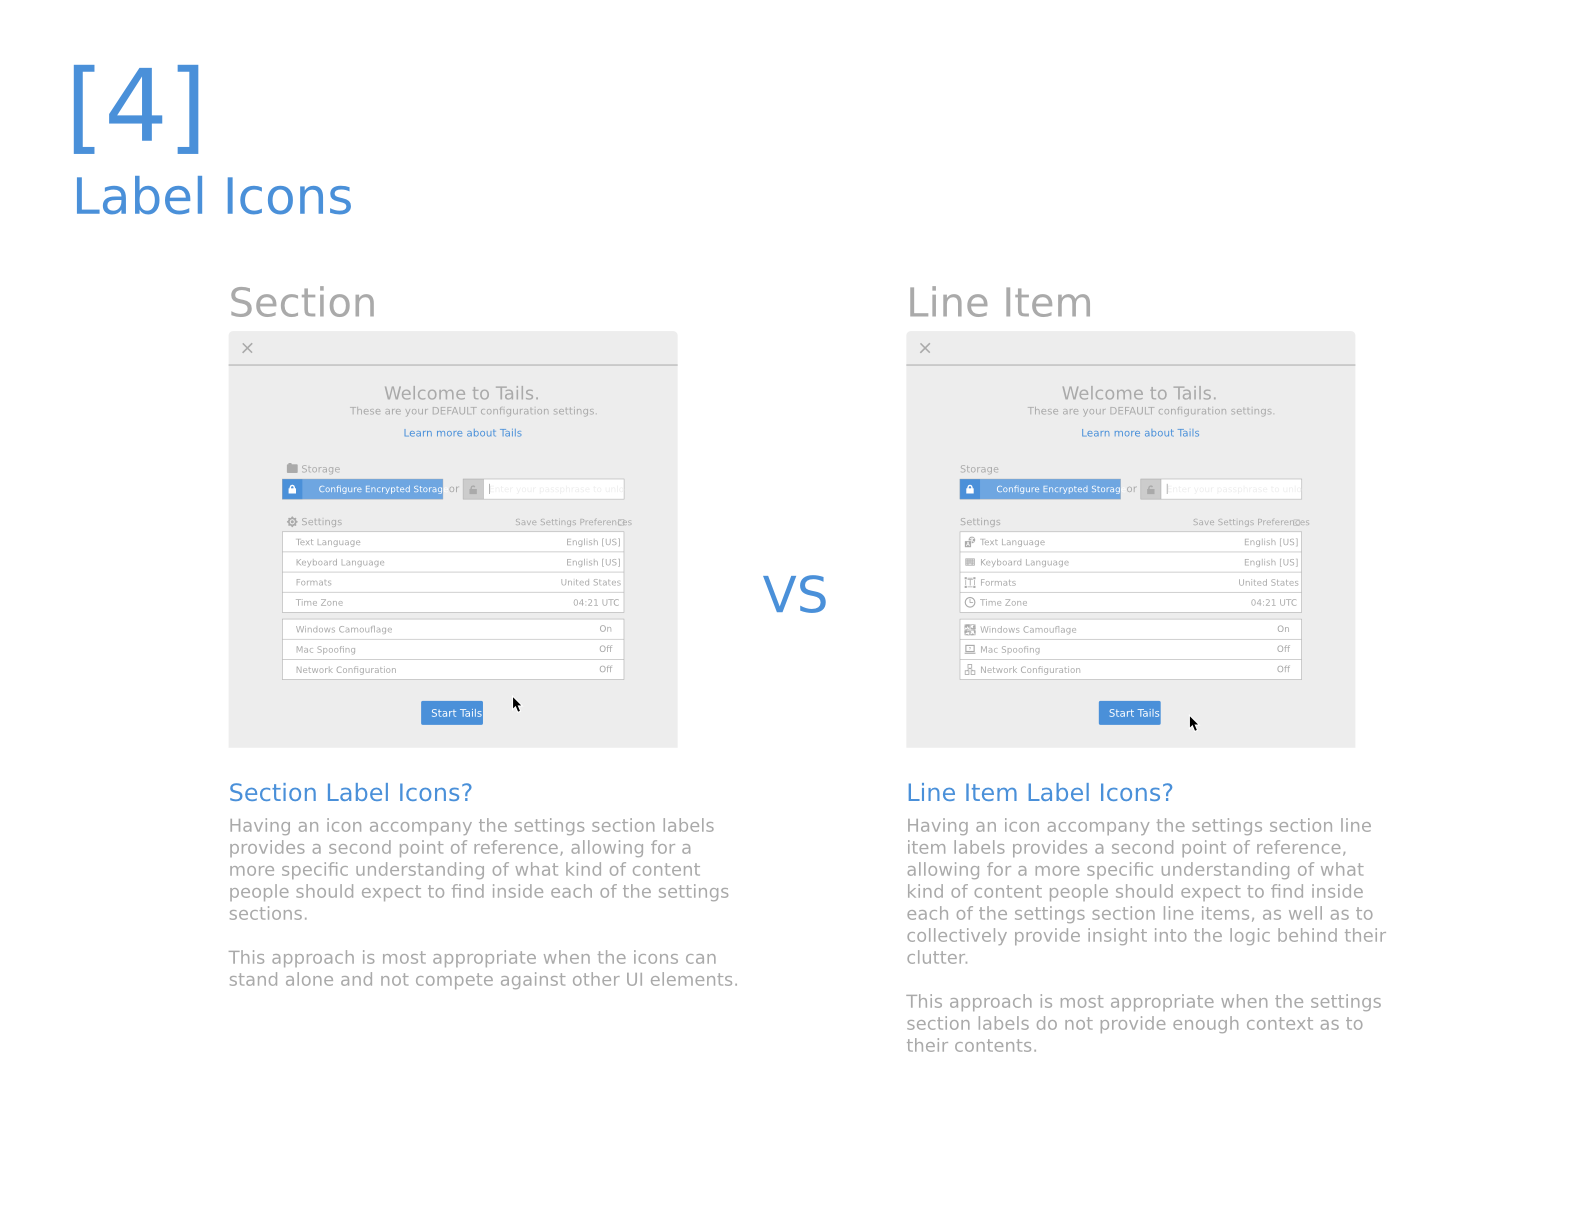 [4]
Label Icons
Section
Welcome to Tails.
These are your DEFAULT configuration settings.
Learn more about Tails
Storage
Configure Encrypted Storag or Enter your passphrase to unlo
Settings Save Settings Preferences
Text Language English [US]
Keyboard Language English [US]
Formats United States
Time Zone 04:21 UTC
Windows Camouflage On
Mac Spoofing Off
Network Configuration Off
Start Tails
VS
Line Item
Welcome to Tails.
These are your DEFAULT configuration settings.
Learn more about Tails
Storage
Configure Encrypted Storag or Enter your passphrase to unlo
Settings Save Settings Preferences
Text Language English [US]
Keyboard Language English [US]
Formats United States
Time Zone 04:21 UTC
Windows Camouflage On
Mac Spoofing Off
Network Configuration Off
Start Tails
Section Label Icons?
Having an icon accompany the settings section labels
provides a second point of reference, allowing for a
more specific understanding of what kind of content
people should expect to find inside each of the settings
sections.
This approach is most appropriate when the icons can
stand alone and not compete against other UI elements.
Line Item Label Icons?
Having an icon accompany the settings section line
item labels provides a second point of reference,
allowing for a more specific understanding of what
kind of content people should expect to find inside
each of the settings section line items, as well as to
collectively provide insight into the logic behind their
clutter.
This approach is most appropriate when the settings
section labels do not provide enough context as to
their contents.